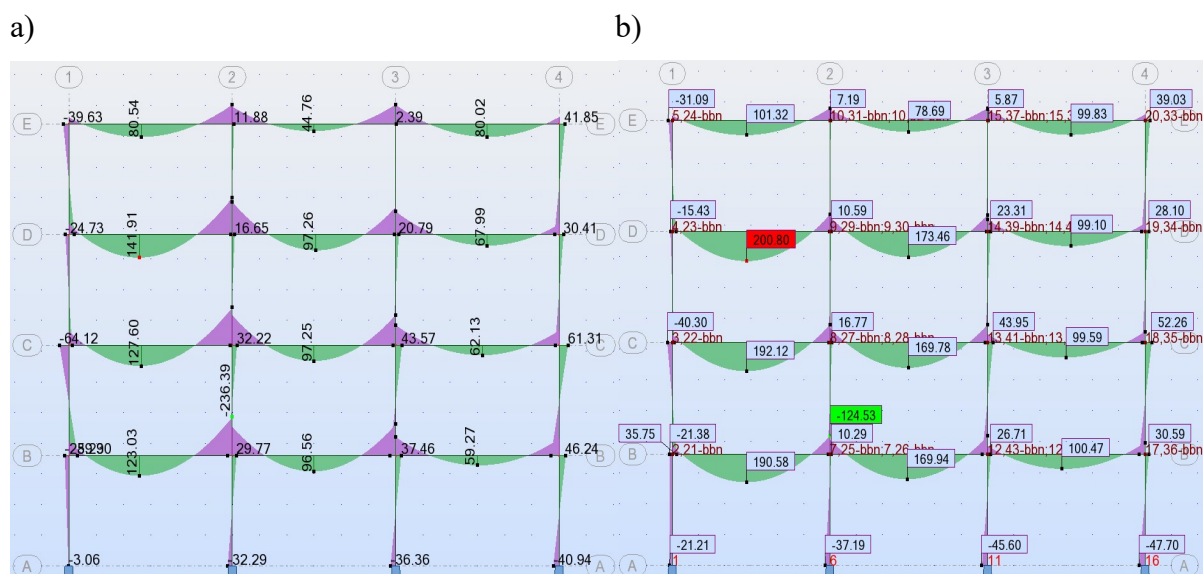 a)
b)
1 2 3 4
E -39.63 80.54 11.88 44.76 2.39 80.02 41.85 E
D -24.73 141.91 16.65 97.26 20.79 67.99 30.41 D
C -64.12 127.60 32.22 97.25 43.57 62.13 61.31 C
-236.39
B 123.03 29.77 96.56 37.46 59.27 46.24 B
A -3.06 32.29 36.36 40.94 A
1 2 3 4
-31.09 7.19 5.87 39.03
101.32 78.69 99.83
5,24-bbn 10,31-bbn;10, 15,37-bbn;15,3 20,33-bbn
-15.43 10.59 23.31 28.10
D 4,23-bbn 200.80 9,29-bbn;9,30-bbn 173.46 14,39-bbn;14,4 99.10 19,34-bbn
-40.30 16.77 43.95 52.26
C 3,22-bbn 192.12 8,27-bbn;8,28-bbn 169.78 13,41-bbn;13, 99.59 18,35-bbn C
-124.53
35.75 -21.38 10.29 26.71 30.59
B 2,21-bbn 190.58 7,25-bbn;7,26-bbn 169.94 12,43-bbn;12 100.47 17,36-bbn
-21.21 -37.19 -45.60 -47.70
A 1 6 11 16 A